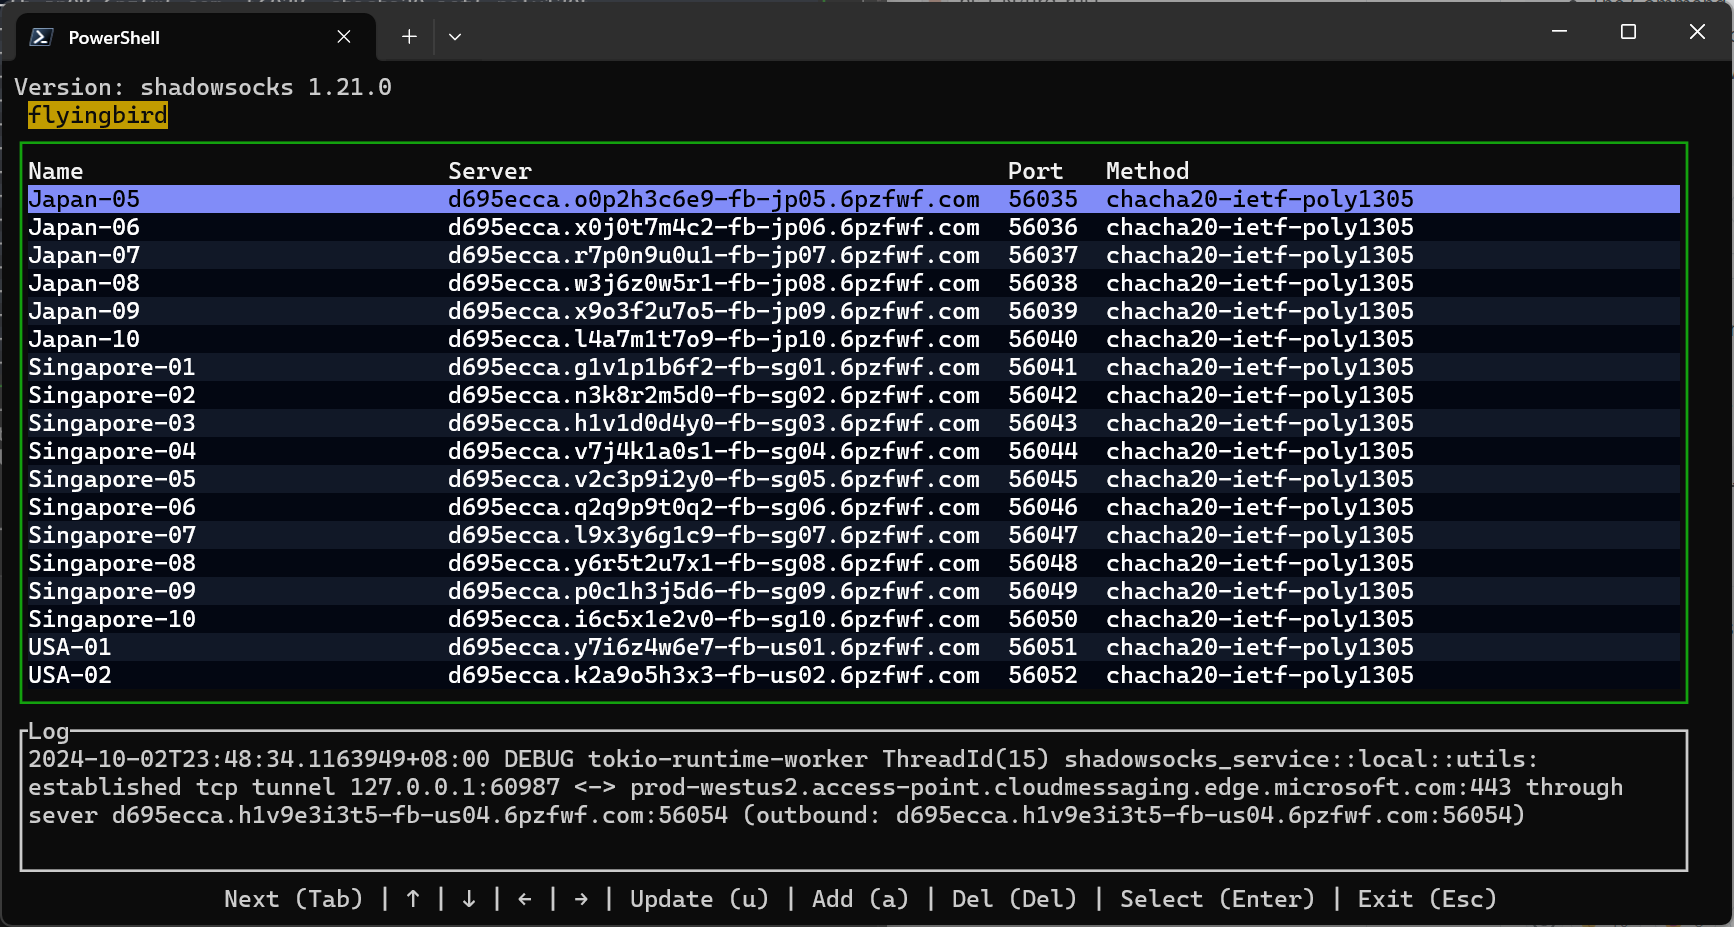 PowerShell
Version: shadowsocks 1.21.0
flyingbird
Name Server Port Method
Japan-05 d695ecca.o0p2h3c6e9-fb-jp05.6pzfwf.com 56035 chacha20-ietf-poly1305
Japan-06 d695ecca.x0j0t7m4c2-fb-jp06.6pzfwf.com 56036 chacha20-ietf-poly1305
Japan-07 d695ecca.r7p0n9u0u1-fb-jp07.6pzfwf.com 56037 chacha20-ietf-poly1305
Japan-08 d695ecca.w3j6z0w5r1-fb-jp08.6pzfwf.com 56038 chacha20-ietf-poly1305
Japan-09 d695ecca.x9o3f2u7o5-fb-jp09.6pzfwf.com 56039 chacha20-ietf-poly1305
Japan-10 d695ecca.l4a7m1t7o9-fb-jp10.6pzfwf.com 56040 chacha20-ietf-poly1305
Singapore-01 d695ecca.g1v1p1b6f2-fb-sg01.6pzfwf.com 56041 chacha20-ietf-poly1305
Singapore-02 d695ecca.n3k8r2m5d0-fb-sg02.6pzfwf.com 56042 chacha20-ietf-poly1305
Singapore-03 d695ecca.h1v1d0d4y0-fb-sg03.6pzfwf.com 56043 chacha20-ietf-poly1305
Singapore-04 d695ecca.v7j4k1a0s1-fb-sg04.6pzfwf.com 56044 chacha20-ietf-poly1305
Singapore-05 d695ecca.v2c3p9i2y0-fb-sg05.6pzfwf.com 56045 chacha20-ietf-poly1305
Singapore-06 d695ecca.q2q9p9t0q2-fb-sg06.6pzfwf.com 56046 chacha20-ietf-poly1305
Singapore-07 d695ecca.l9x3y6g1c9-fb-sg07.6pzfwf.com 56047 chacha20-ietf-poly1305
Singapore-08 d695ecca.y6r5t2u7x1-fb-sg08.6pzfwf.com 56048 chacha20-ietf-poly1305
Singapore-09 d695ecca.p0c1h3j5d6-fb-sg09.6pzfwf.com 56049 chacha20-ietf-poly1305
Singapore-10 d695ecca.i6c5x1e2v0-fb-sg10.6pzfwf.com 56050 chacha20-ietf-poly1305
USA-01 d695ecca.y7i6z4w6e7-fb-us01.6pzfwf.com 56051 chacha20-ietf-poly1305
USA-02 d695ecca.k2a9o5h3x3-fb-us02.6pzfwf.com 56052 chacha20-ietf-poly1305
Log
2024-10-02T23:48:34.1163949+08:00 DEBUG tokio-runtime-worker ThreadId(15) shadowsocks_service::local::utils:
established tcp tunnel 127.0.0.1:60987 <-> prod-westus2.access-point.cloudmessaging.edge.microsoft.com:443 through
sever d695ecca.h1v9e3i3t5-fb-us04.6pzfwf.com:56054 (outbound: d695ecca.h1v9e3i3t5-fb-us04.6pzfwf.com:56054)
Next (Tab) | ↑ | ↓ | ← | → | Update (u) | Add (a) | Del (Del) | Select (Enter) | Exit (Esc)